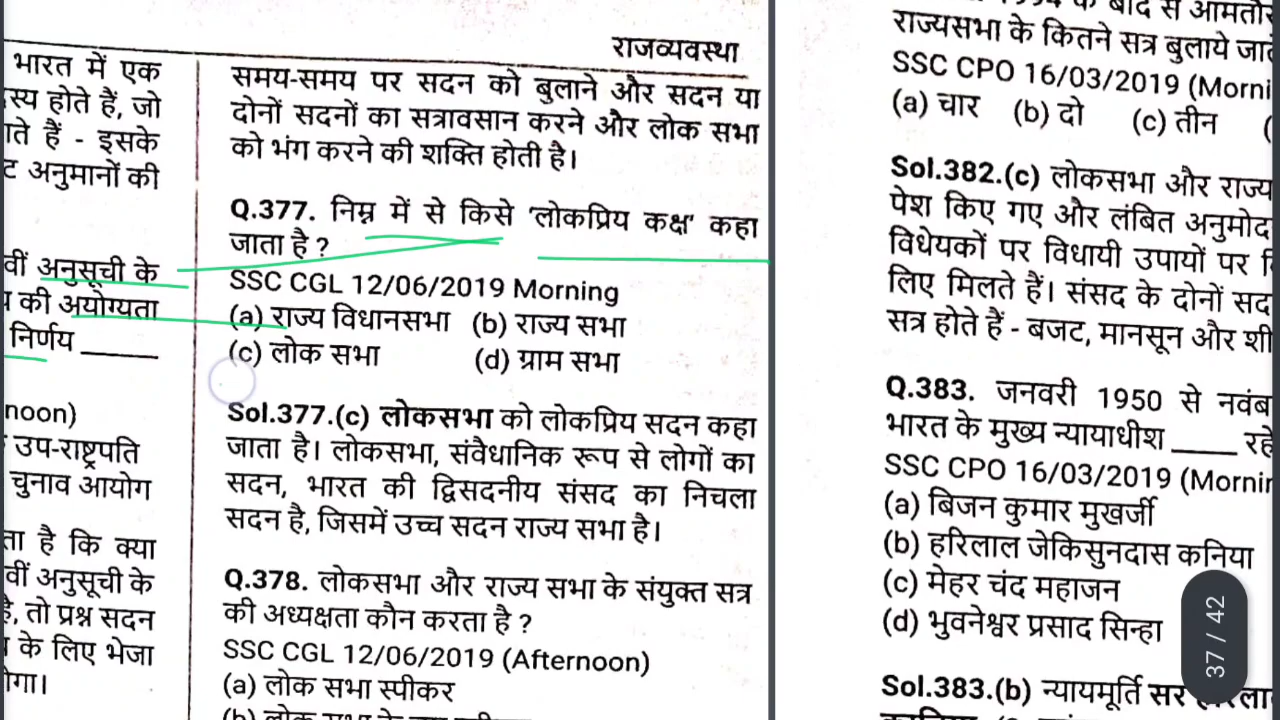 राजव्यवस्था
भारत में एक
होते हैं, जो
हैं - इसके
अनुमानों की
अनुसूची के
की अयोग्यता
निर्णय _____
noon)
उप-राष्ट्रपति
चुनाव आयोग
है कि क्या
अनुसूची के
तो प्रश्न सदन
के लिए भेजा
समय-समय पर सदन को बुलाने और सदन या
दोनों सदनों का सत्रावसान करने और लोक सभा
को भंग करने की शक्ति होती है।
Q.377. निम्न में से किसे 'लोकप्रिय कक्ष' कहा
जाता है ?
SSC CGL 12/06/2019 Morning
(a) राज्य विधानसभा (b) राज्य सभा
(c) लोक सभा (d) ग्राम सभा
Sol.377.(c) लोकसभा को लोकप्रिय सदन कहा
जाता है। लोकसभा, संवैधानिक रूप से लोगों का
सदन, भारत की द्विसदनीय संसद का निचला
सदन है, जिसमें उच्च सदन राज्य सभा है।
Q.378. लोकसभा और राज्य सभा के संयुक्त सत्र
की अध्यक्षता कौन करता है ?
SSC CGL 12/06/2019 (Afternoon)
(a) लोक सभा स्पीकर
के बाद से
राज्यसभा के कितने सत्र बुलाये
SSC CPO 16/03/2019 (Morni
(a) चार (b) दो (c) तीन (
Sol.382.(c) लोकसभा और राज्य
पेश किए गए और लंबित अनुमोद
विधेयकों पर विधायी उपायों पर
लिए मिलते हैं। संसद के दोनों सद
सत्र होते हैं - बजट, मानसून और शी
Q.383. जनवरी 1950 से नवंब
भारत के मुख्य न्यायाधीश _____ रहे
SSC CPO 16/03/2019 (Mornin
(a) बिजन कुमार मुखर्जी
(b) हरिलाल जेकिसुनदास कनिया
(c) मेहर चंद महाजन
(d) भुवनेश्वर प्रसाद सिन्हा
Sol.383.(b) न्यायमूर्ति सर
37 / 42